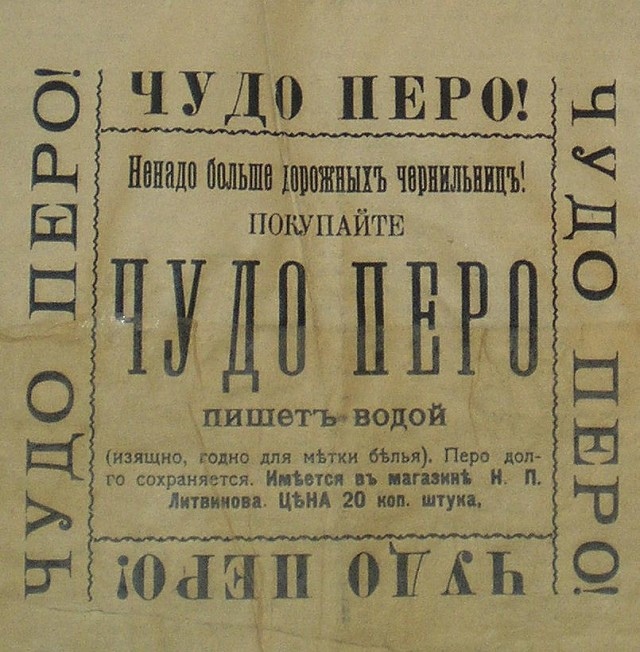 ЧУДО ПЕРО!
ЧУДО ПЕРО!
ЧУДО ПЕРО!
Ненадо больше дорожныхъ чернильницъ!
ПОКУПАЙТЕ
ЧУДО ПЕРО
пишетъ водой
(изящно, годно для мѣтки бѣлья). Перо дол-
го сохраняется. Имѣется въ магазинѣ Н. П.
Литвинова. ЦѢНА 20 коп. штука,
ЧУДО ПЕРО!